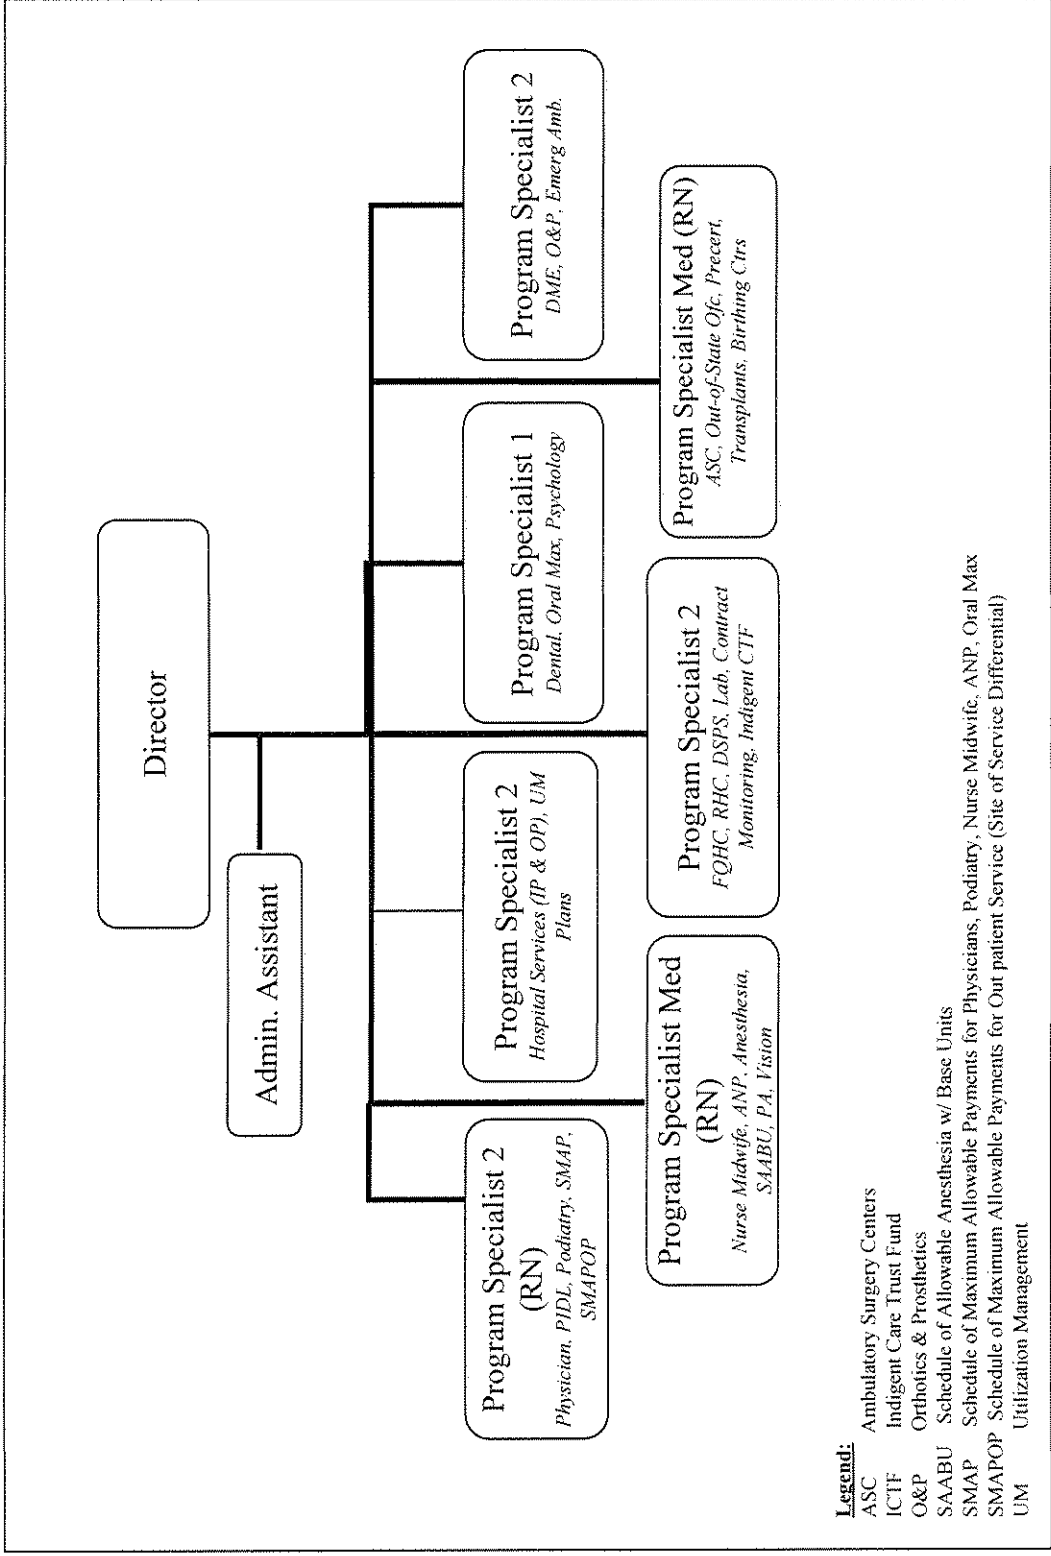 Director
Admin. Assistant
Program Specialist 2
(RN)
Physician, PIDL, Podiatry, SMAP,
SMAPOP
Program Specialist 2
Hospital Services (IP & OP), UM
Plans
Program Specialist 1
Dental, Oral Max, Psychology
Program Specialist 2
DME, O&P, Emerg Amb.
Program Specialist Med
(RN)
Nurse Midwife, ANP, Anesthesia,
SAABU, PA, Vision
Program Specialist 2
FQHC, RHC, DSPS, Lab, Contract
Monitoring, Indigent CTF
Program Specialist Med (RN)
ASC, Out-of-State Ofc, Precert,
Transplants, Birthing Ctrs
Legend:
ASC Ambulatory Surgery Centers
ICTF Indigent Care Trust Fund
O&P Orthotics & Prosthetics
SAABU Schedule of Allowable Anesthesia w/ Base Units
SMAP Schedule of Maximum Allowable Payments for Physicians, Podiatry, Nurse Midwife, ANP, Oral Max
SMAPOP Schedule of Maximum Allowable Payments for Out patient Service (Site of Service Differential)
UM Utilization Management